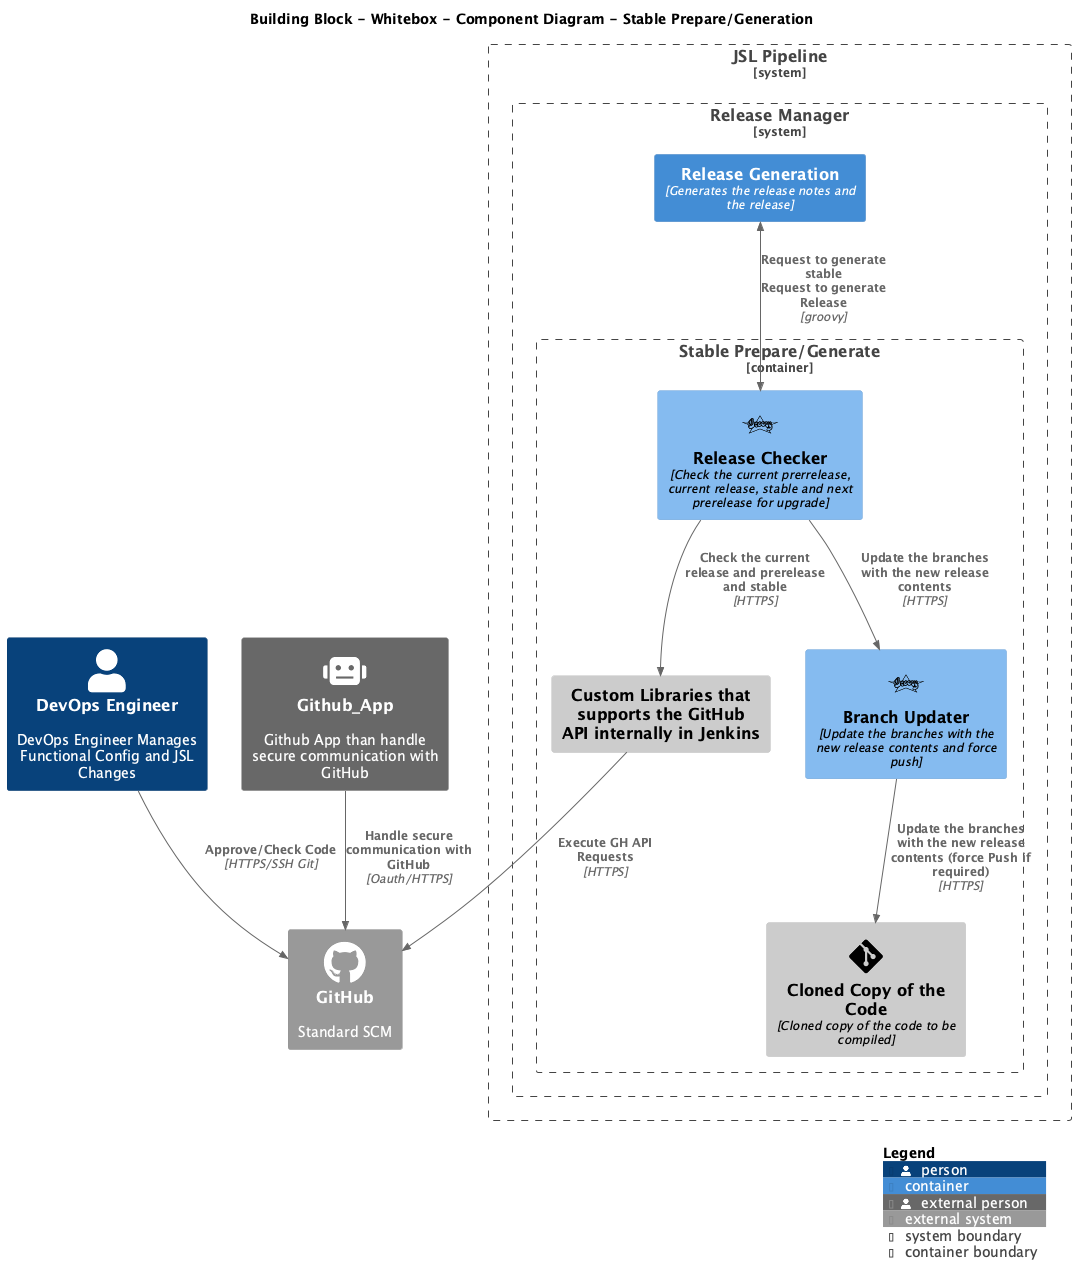 Building Block - Whitebox - Component Diagram - Stable Prepare/Generation
JSL Pipeline
[system]
Release Manager
[system]
Release Generation
[Generates the release notes and
the release]
Request to generate
stable
Request to generate
Release
[groovy]
Stable Prepare/Generate
[container]
Release Checker
[Check the current prerrelease,
current release, stable and next
prerelease for upgrade]
Check the current
release and prerelease
and stable
[HTTPS]
Update the branches
with the new release
contents
[HTTPS]
DevOps Engineer
DevOps Engineer Manages
Functional Config and JSL
Changes
Github_App
Github App than handle
secure communication with
GitHub
Custom Libraries that
supports the GitHub
API internally in Jenkins
Branch Updater
[Update the branches with the
new release contents and force
push]
Approve/Check Code
[HTTPS/SSH Git]
Handle secure
communication with
GitHub
[Oauth/HTTPS]
Execute GH API
Requests
[HTTPS]
Update the branches
with the new release
contents (force Push if
required)
[HTTPS]
GitHub
Standard SCM
Cloned Copy of the
Code
[Cloned copy of the code to be
compiled]
Legend
person
container
external person
external system
system boundary
container boundary